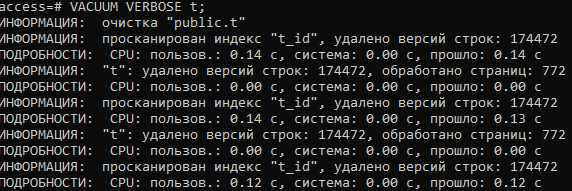 access=# VACUUM VERBOSE t;
ИНФОРМАЦИЯ:  очистка "public.t"
ИНФОРМАЦИЯ:  просканирован индекс "t_id", удалено версий строк: 174472
ПОДРОБНОСТИ:  CPU: пользов.: 0.14 с, система: 0.00 с, прошло: 0.14 с
ИНФОРМАЦИЯ:  "t": удалено версий строк: 174472, обработано страниц: 772
ПОДРОБНОСТИ:  CPU: пользов.: 0.00 с, система: 0.00 с, прошло: 0.00 с
ИНФОРМАЦИЯ:  просканирован индекс "t_id", удалено версий строк: 174472
ПОДРОБНОСТИ:  CPU: пользов.: 0.14 с, система: 0.00 с, прошло: 0.13 с
ИНФОРМАЦИЯ:  "t": удалено версий строк: 174472, обработано страниц: 772
ПОДРОБНОСТИ:  CPU: пользов.: 0.00 с, система: 0.00 с, прошло: 0.00 с
ИНФОРМАЦИЯ:  просканирован индекс "t_id", удалено версий строк: 174472
ПОДРОБНОСТИ:  CPU: пользов.: 0.12 с, система: 0.00 с, прошло: 0.12 с